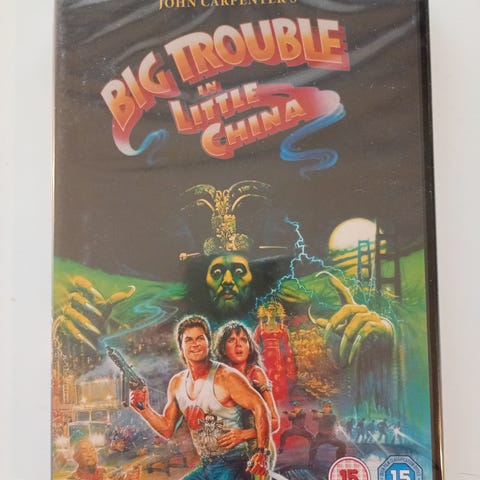 JOHN CARPENTER'S
BIG TROUBLE
IN
LITTLE
CHINA
15 15